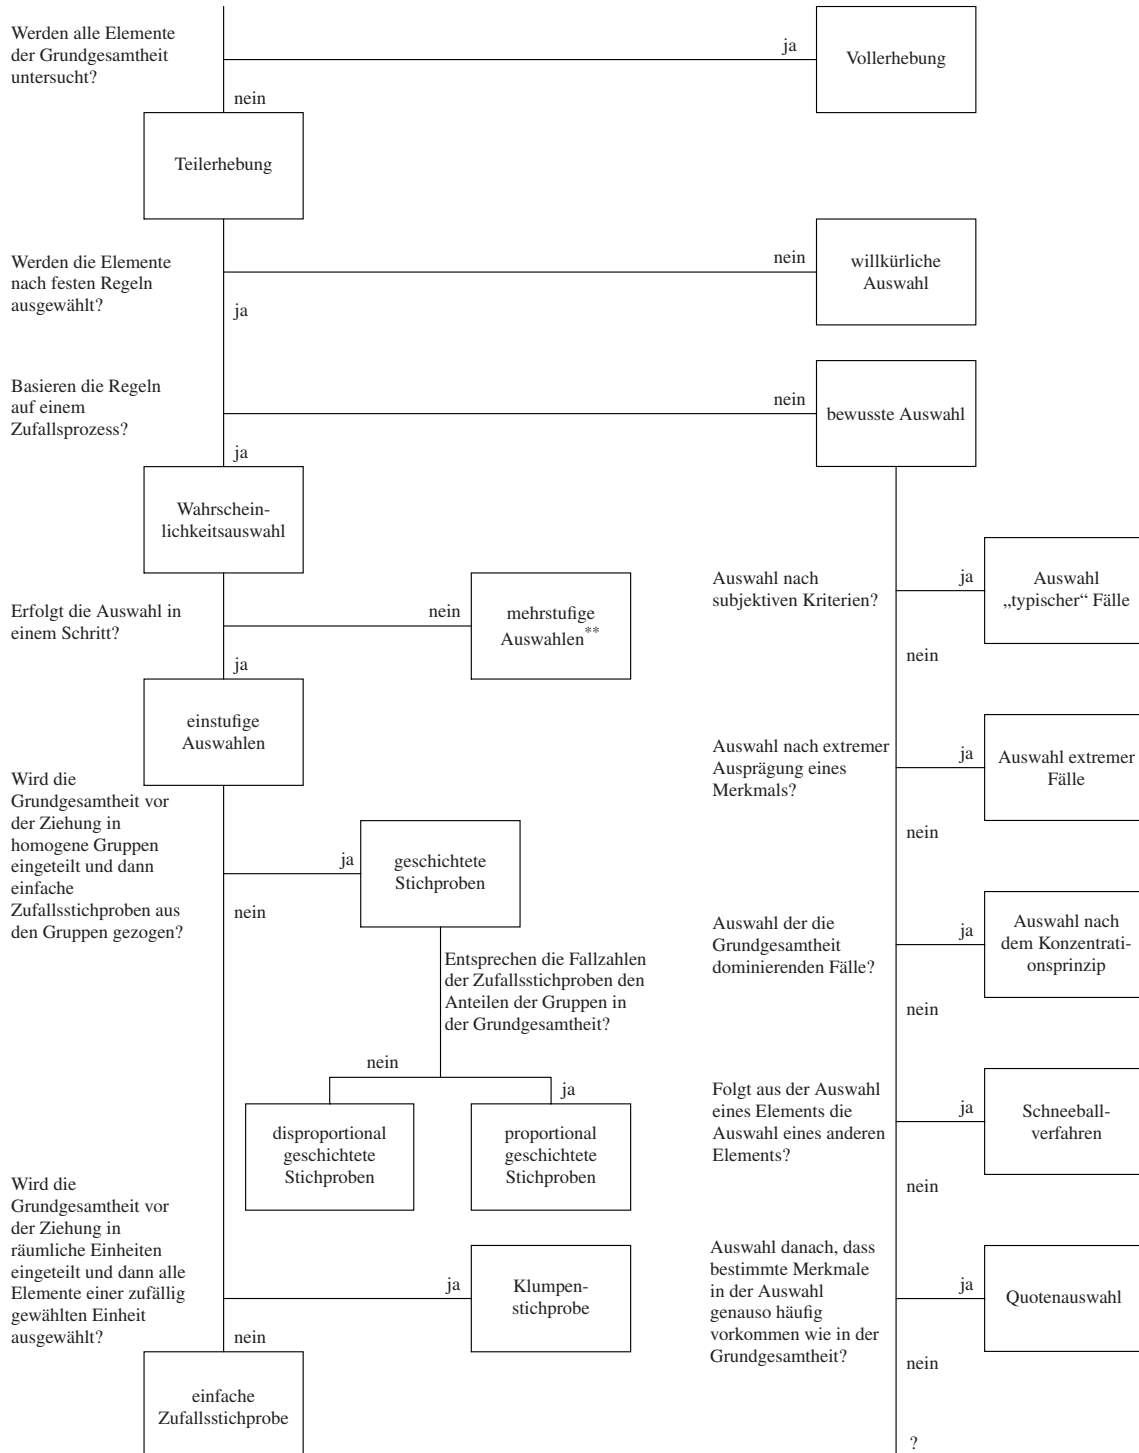 Werden alle Elemente
der Grundgesamtheit
untersucht?
ja
Vollerhebung
nein
Teilerhebung
Werden die Elemente
nach festen Regeln
ausgewählt?
nein
willkürliche
Auswahl
ja
Basieren die Regeln
auf einem
Zufallsprozess?
nein
bewusste Auswahl
ja
Wahrschein-
lichkeitsauswahl
Erfolgt die Auswahl in
einem Schritt?
nein
mehrstufige
Auswahlen**
ja
einstufige
Auswahlen
Wird die
Grundgesamtheit vor
der Ziehung in
homogene Gruppen
eingeteilt und dann
einfache
Zufallsstichproben aus
den Gruppen gezogen?
ja
geschichtete
Stichproben
nein
Entsprechen die Fallzahlen
der Zufallsstichproben den
Anteilen der Gruppen in
der Grundgesamtheit?
nein
ja
disproportional
geschichtete
Stichproben
proportional
geschichtete
Stichproben
Wird die
Grundgesamtheit vor
der Ziehung in
räumliche Einheiten
eingeteilt und dann alle
Elemente einer zufällig
gewählten Einheit
ausgewählt?
ja
Klumpen-
stichprobe
nein
einfache
Zufallsstichprobe
Auswahl nach
subjektiven Kriterien?
ja
Auswahl
„typischer“ Fälle
nein
Auswahl nach extremer
Ausprägung eines
Merkmals?
ja
Auswahl extremer
Fälle
nein
Auswahl der die
Grundgesamtheit
dominierenden Fälle?
ja
Auswahl nach
dem Konzentrati-
onsprinzip
nein
Folgt aus der Auswahl
eines Elements die
Auswahl eines anderen
Elements?
ja
Schneeball-
verfahren
nein
Auswahl danach, dass
bestimmte Merkmale
in der Auswahl
genauso häufig
vorkommen wie in der
Grundgesamtheit?
ja
Quotenauswahl
nein
?